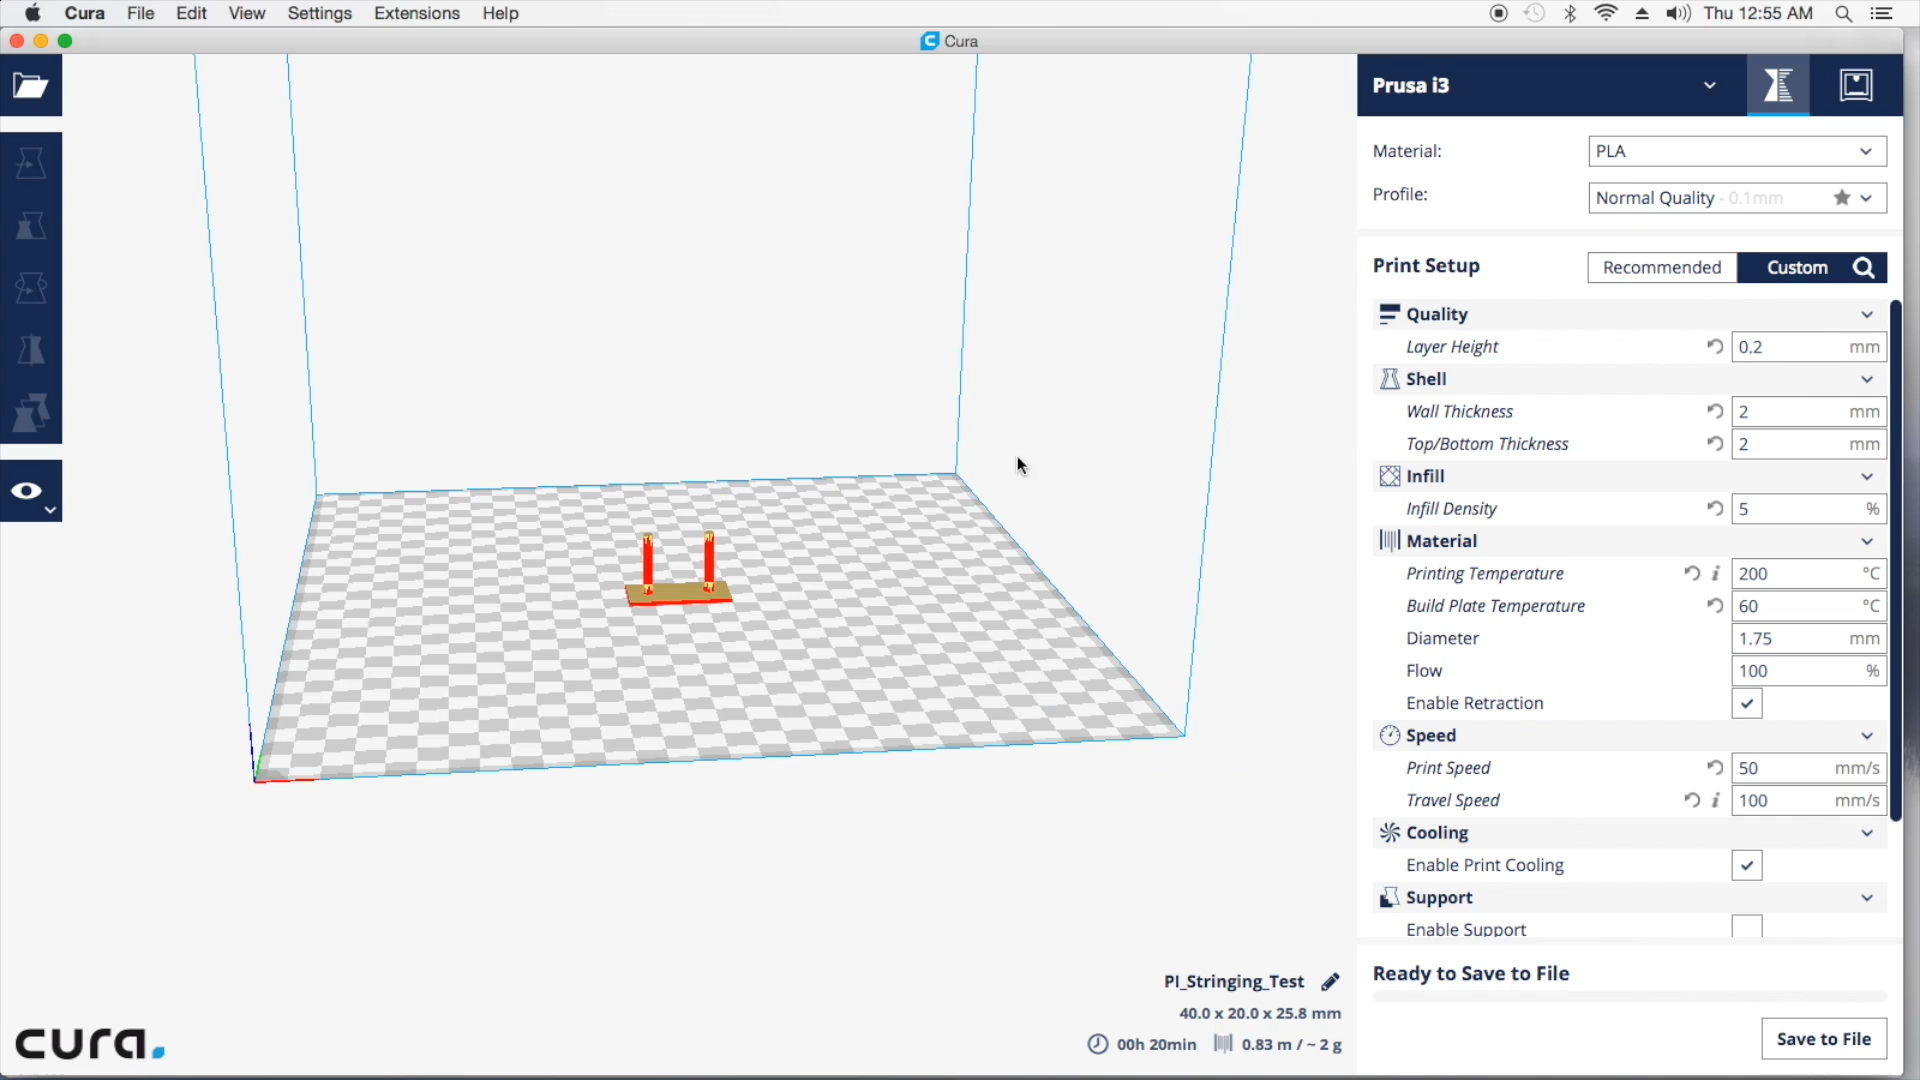 Cura File Edit View Settings Extensions Help Thu 12:55 AM
Cura
Prusa i3
Material: PLA
Profile: Normal Quality - 0.1mm
Print Setup Recommended Custom
Quality
Layer Height 0.2 mm
Shell
Wall Thickness 2 mm
Top/Bottom Thickness 2 mm
Infill
Infill Density 5 %
Material
Printing Temperature i 200 °C
Build Plate Temperature 60 °C
Diameter 1.75 mm
Flow 100 %
Enable Retraction
Speed
Print Speed 50 mm/s
Travel Speed i 100 mm/s
Cooling
Enable Print Cooling
Support
Enable Support
PI_Stringing_Test
40.0 x 20.0 x 25.8 mm
00h 20min 0.83 m / ~ 2 g
Ready to Save to File
Save to File
cura.